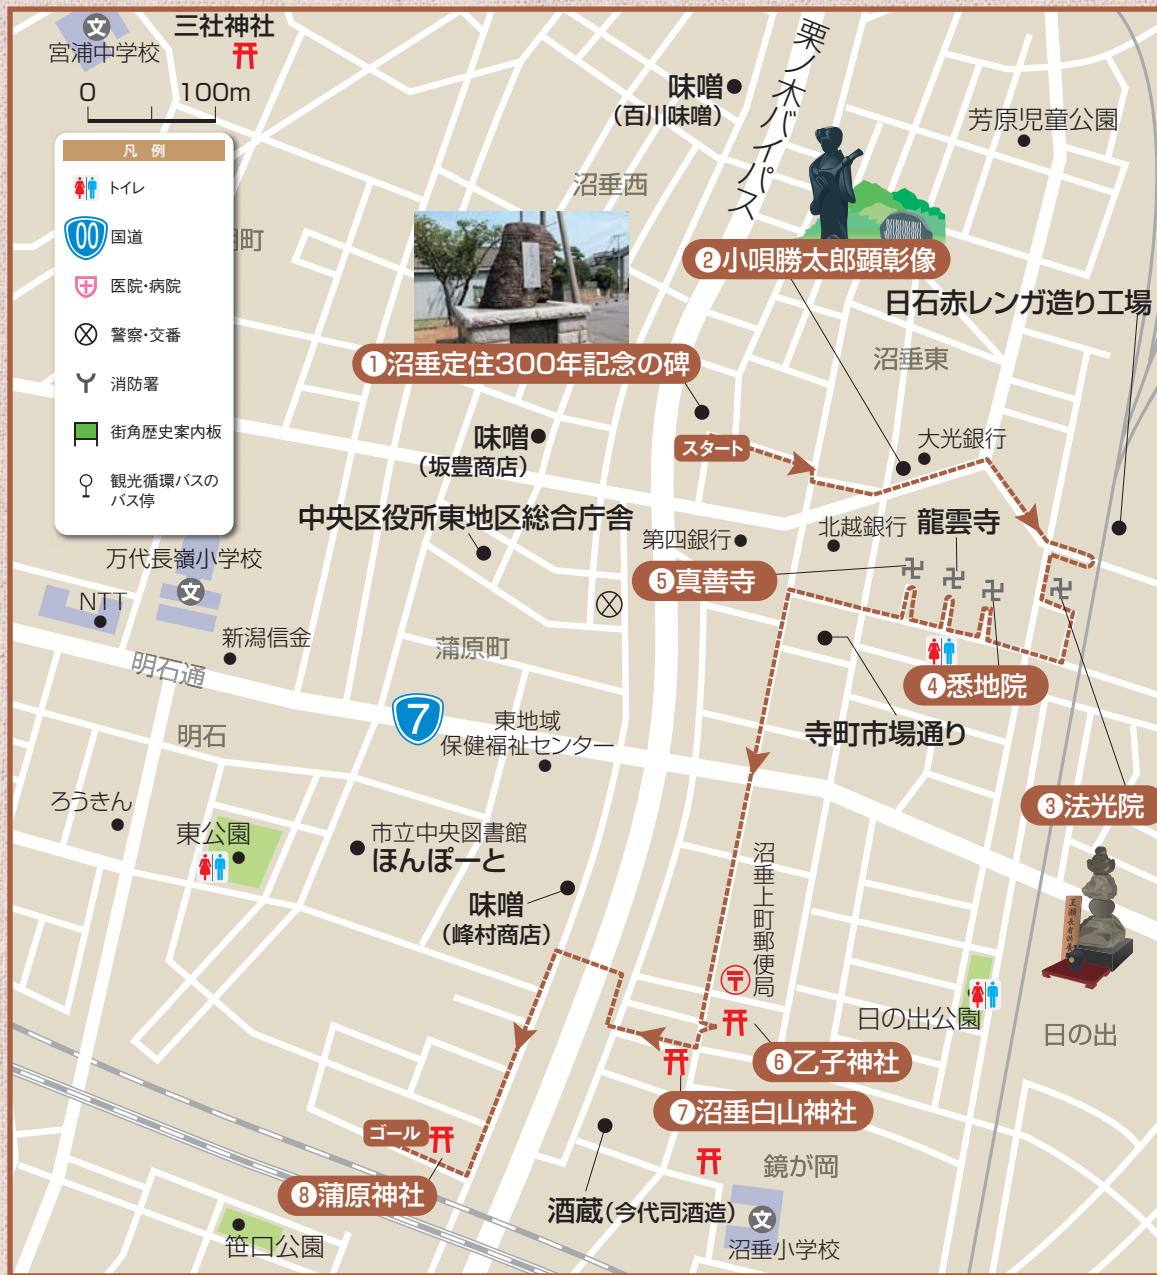 三社神社
宮浦中学校
0 100m
凡 例
トイレ
00 国道
医院・病院
警察・交番
消防署
街角歴史案内板
観光循環バスの
バス停
町
栗ノ木バイパス
味噌
(百川味噌)
芳原児童公園
沼垂西
❷小唄勝太郎顕彰像
日石赤レンガ造り工場
❶沼垂定住300年記念の碑
沼垂東
スタート
大光銀行
味噌
(坂豊商店)
中央区役所東地区総合庁舎
第四銀行
北越銀行
龍雲寺
❺真善寺
万代長嶺小学校
NTT
新潟信金
明石通
蒲原町
❹悉地院
7
東地域
保健福祉センター
明石
寺町市場通り
❸法光院
ろうきん
東公園
市立中央図書館
ほんぽーと
味噌
(峰村商店)
沼垂上町郵便局
日の出公園
日の出
❻乙子神社
❼沼垂白山神社
ゴール
❽蒲原神社
鏡が岡
酒蔵(今代司酒造)
笹口公園
沼垂小学校
文
文
文